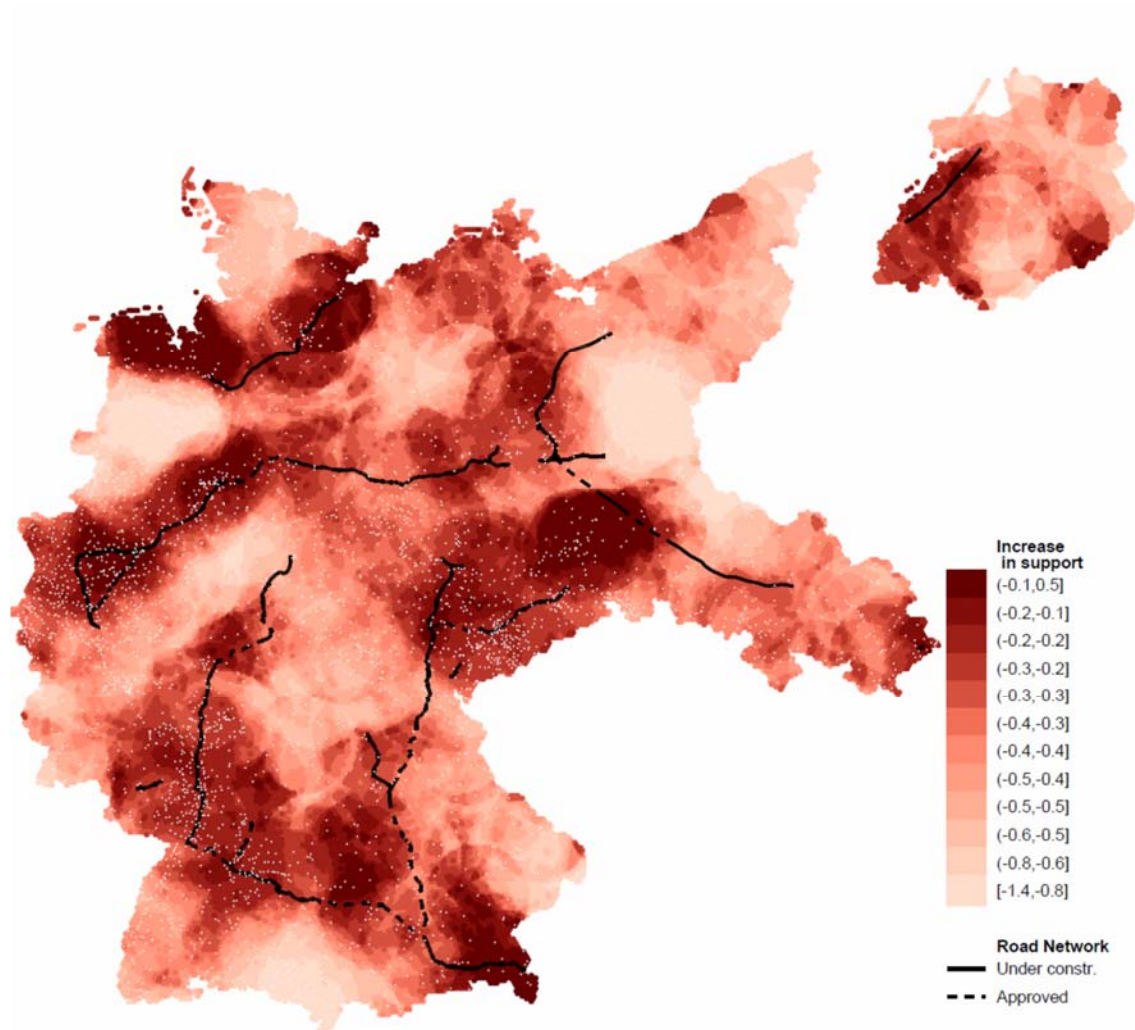 Increase
in support
(-0.1,0.5]
(-0.2,-0.1]
(-0.2,-0.2]
(-0.3,-0.2]
(-0.3,-0.3]
(-0.4,-0.3]
(-0.4,-0.4]
(-0.5,-0.4]
(-0.5,-0.5]
(-0.6,-0.5]
(-0.8,-0.6]
[-1.4,-0.8]
Road Network
Under constr.
Approved